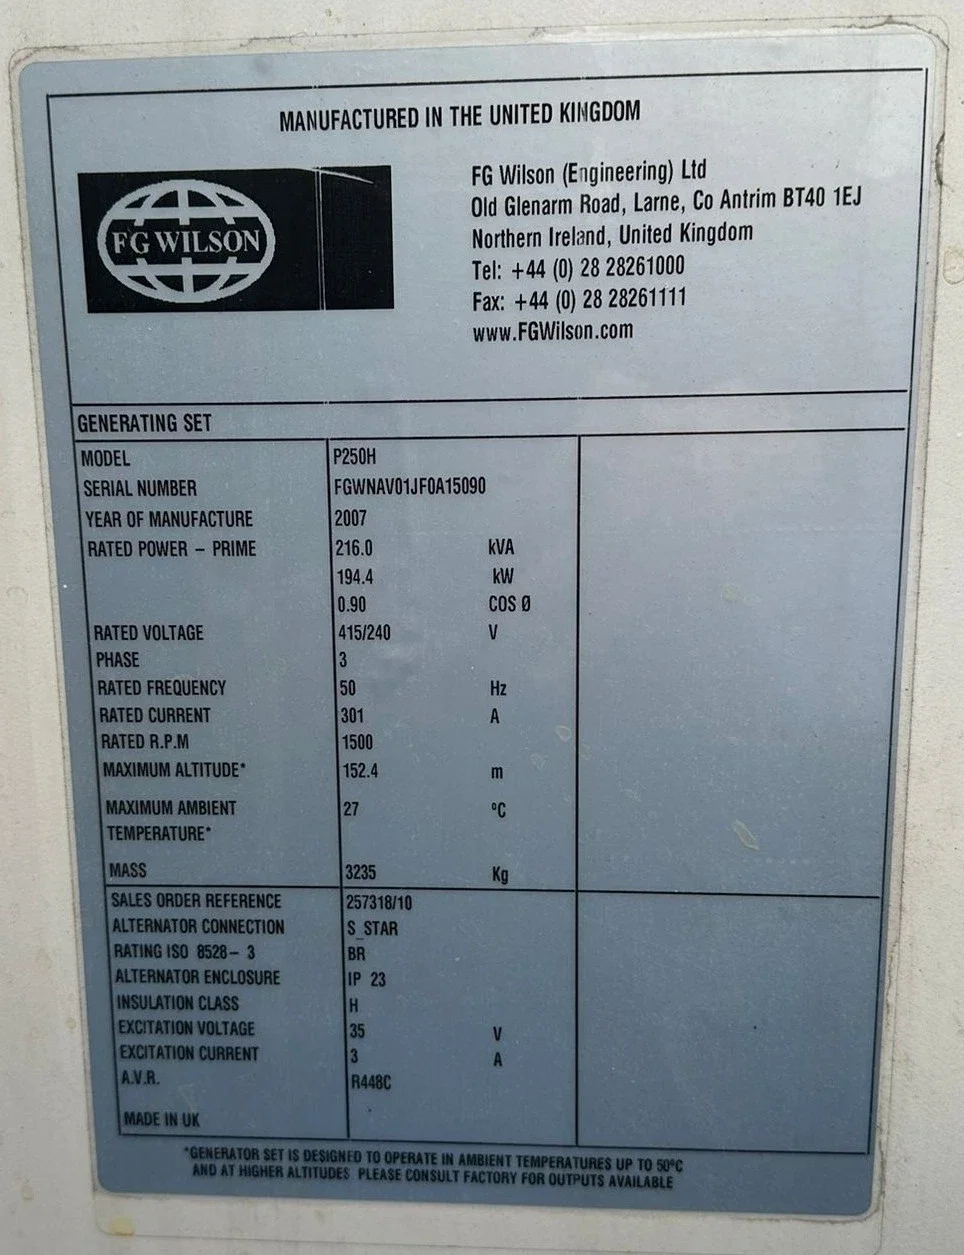 MANUFACTURED IN THE UNITED KINGDOM
FG WILSON
FG Wilson (Engineering) Ltd
Old Glenarm Road, Larne, Co Antrim BT40 1EJ
Northern Ireland, United Kingdom
Tel: +44 (0) 28 28261000
Fax: +44 (0) 28 28261111
www.FGWilson.com
GENERATING SET
MODEL P250H
SERIAL NUMBER FGWNAV01JF0A15090
YEAR OF MANUFACTURE 2007
RATED POWER – PRIME 216.0 kVA
194.4 kW
0.90 COS Ø
RATED VOLTAGE 415/240 V
PHASE 3
RATED FREQUENCY 50 Hz
RATED CURRENT 301 A
RATED R.P.M 1500
MAXIMUM ALTITUDE* 152.4 m
MAXIMUM AMBIENT 27 ºC
TEMPERATURE*
MASS 3235 Kg
SALES ORDER REFERENCE 257318/10
ALTERNATOR CONNECTION S_STAR
RATING ISO 8528– 3 BR
ALTERNATOR ENCLOSURE IP 23
INSULATION CLASS H
EXCITATION VOLTAGE 35 V
EXCITATION CURRENT 3 A
A.V.R. R448C
MADE IN UK
*GENERATOR SET IS DESIGNED TO OPERATE IN AMBIENT TEMPERATURES UP TO 50ºC
AND AT HIGHER ALTITUDES PLEASE CONSULT FACTORY FOR OUTPUTS AVAILABLE